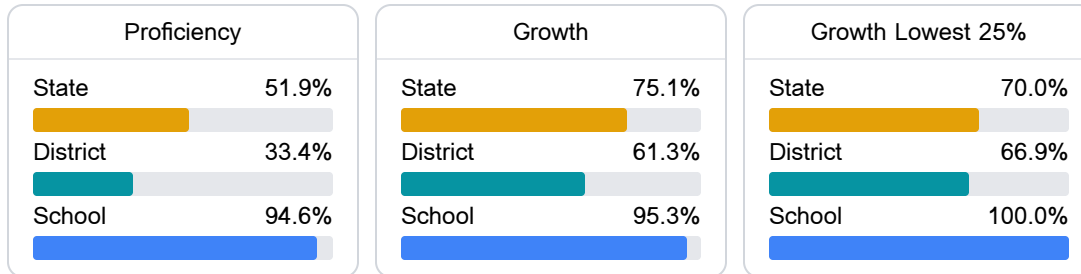 Proficiency
State 51.9%
District 33.4%
School 94.6%
Growth
State 75.1%
District 61.3%
School 95.3%
Growth Lowest 25%
State 70.0%
District 66.9%
School 100.0%